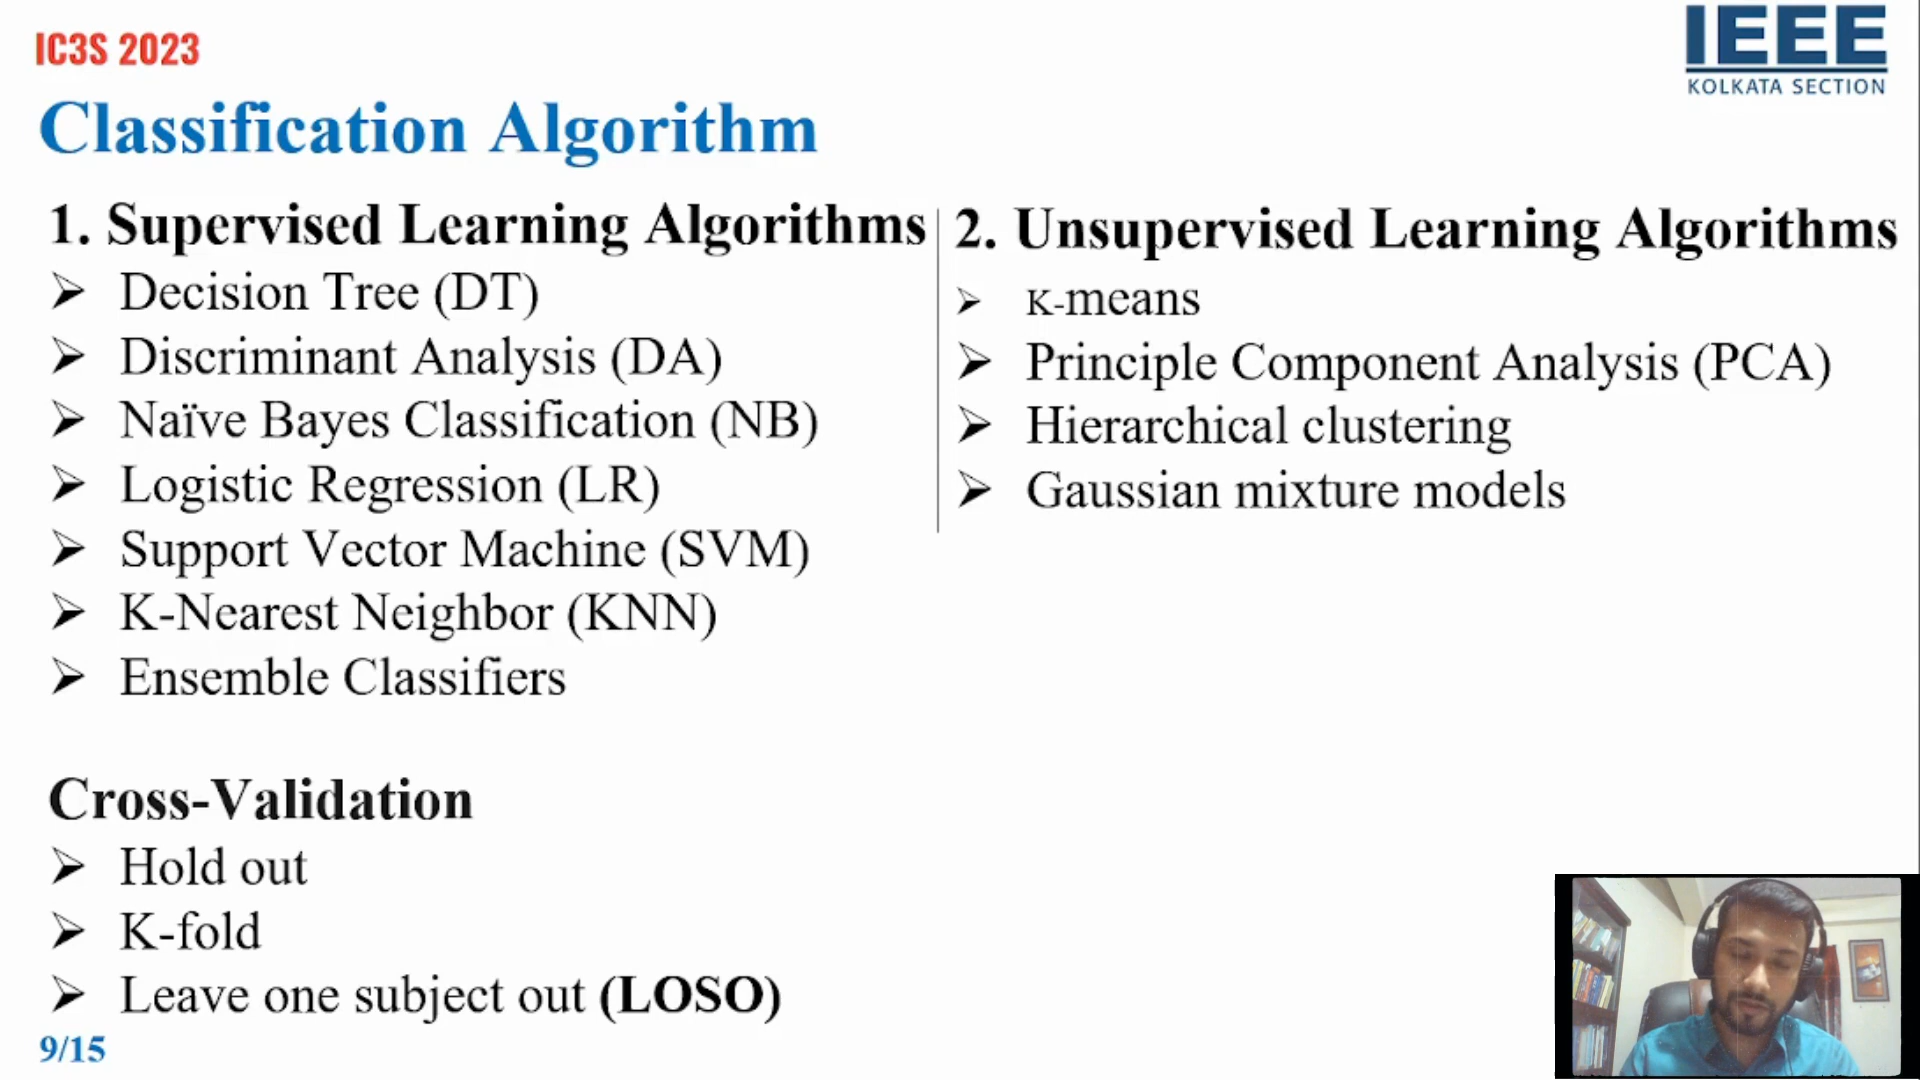 IC3S 2023
IEEE
KOLKATA SECTION
Classification Algorithm
1. Supervised Learning Algorithms
➢ Decision Tree (DT)
➢ Discriminant Analysis (DA)
➢ Naïve Bayes Classification (NB)
➢ Logistic Regression (LR)
➢ Support Vector Machine (SVM)
➢ K-Nearest Neighbor (KNN)
➢ Ensemble Classifiers
2. Unsupervised Learning Algorithms
➢ K-means
➢ Principle Component Analysis (PCA)
➢ Hierarchical clustering
➢ Gaussian mixture models
Cross-Validation
➢ Hold out
➢ K-fold
➢ Leave one subject out (LOSO)
9/15